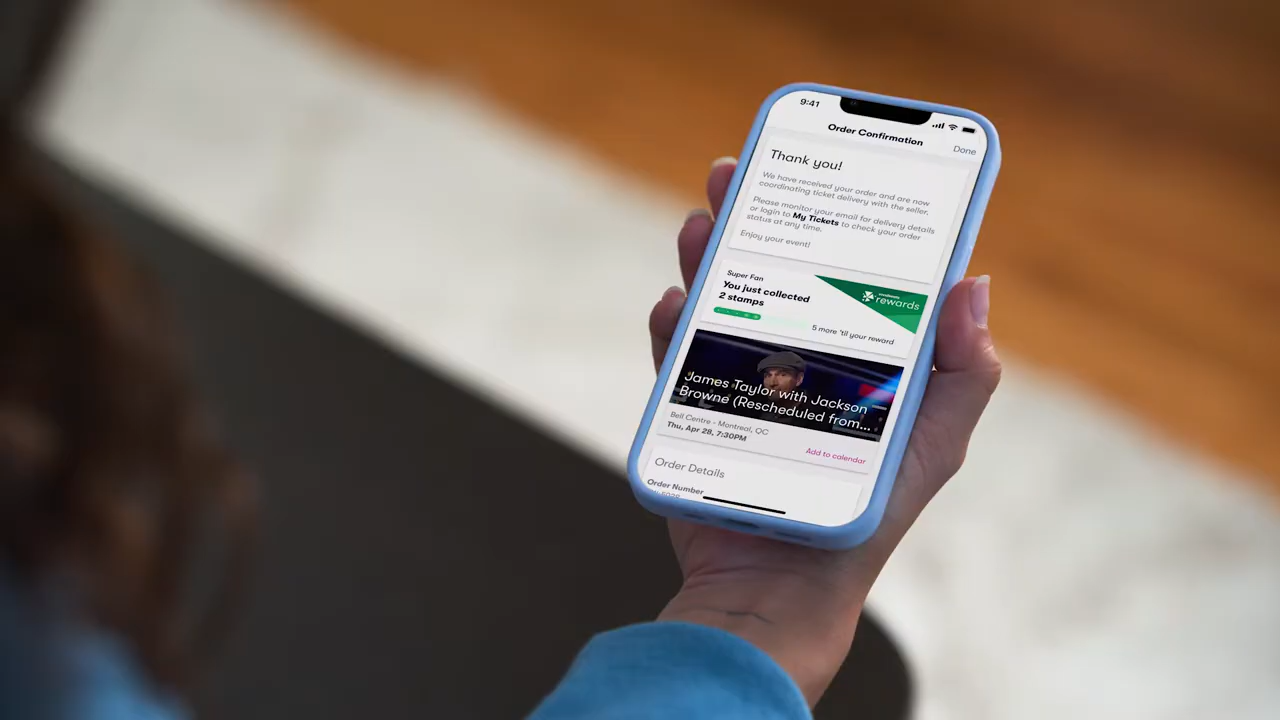 9:41
Order Confirmation
Done
Thank you!
We have received your order and are now
coordinating ticket delivery with the seller.
Please monitor your email for delivery details
or login to My Tickets to check your order
status at any time.
Enjoy your event!
Super Fan
You just collected
2 stamps
rewards
5 more 'til your reward
James Taylor with Jackson
Browne (Rescheduled from...
Bell Centre - Montreal, QC
Thu, Apr 28, 7:30PM
Add to calendar
Order Details
Order Number